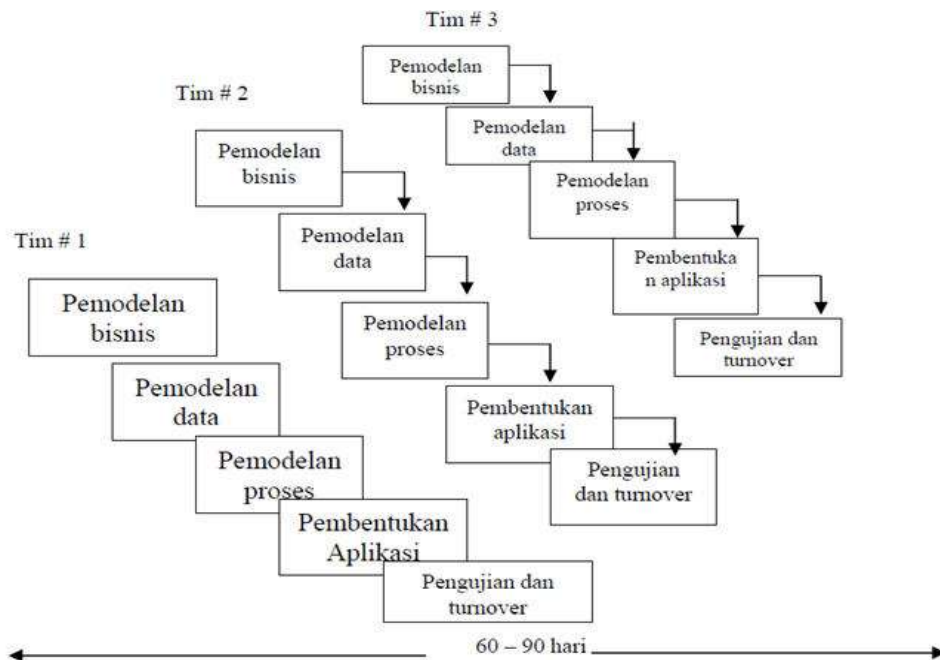 Tim # 3
Pemodelan
bisnis
Pemodelan
data
Pemodelan
proses
Pembentuka
n aplikasi
Pengujian dan
turnover
Tim # 2
Pemodelan
bisnis
Pemodelan
data
Pemodelan
proses
Pembentukan
aplikasi
Pengujian
dan turnover
Tim # 1
Pemodelan
bisnis
Pemodelan
data
Pemodelan
proses
Pembentukan
Aplikasi
Pengujian dan
turnover
60 – 90 hari